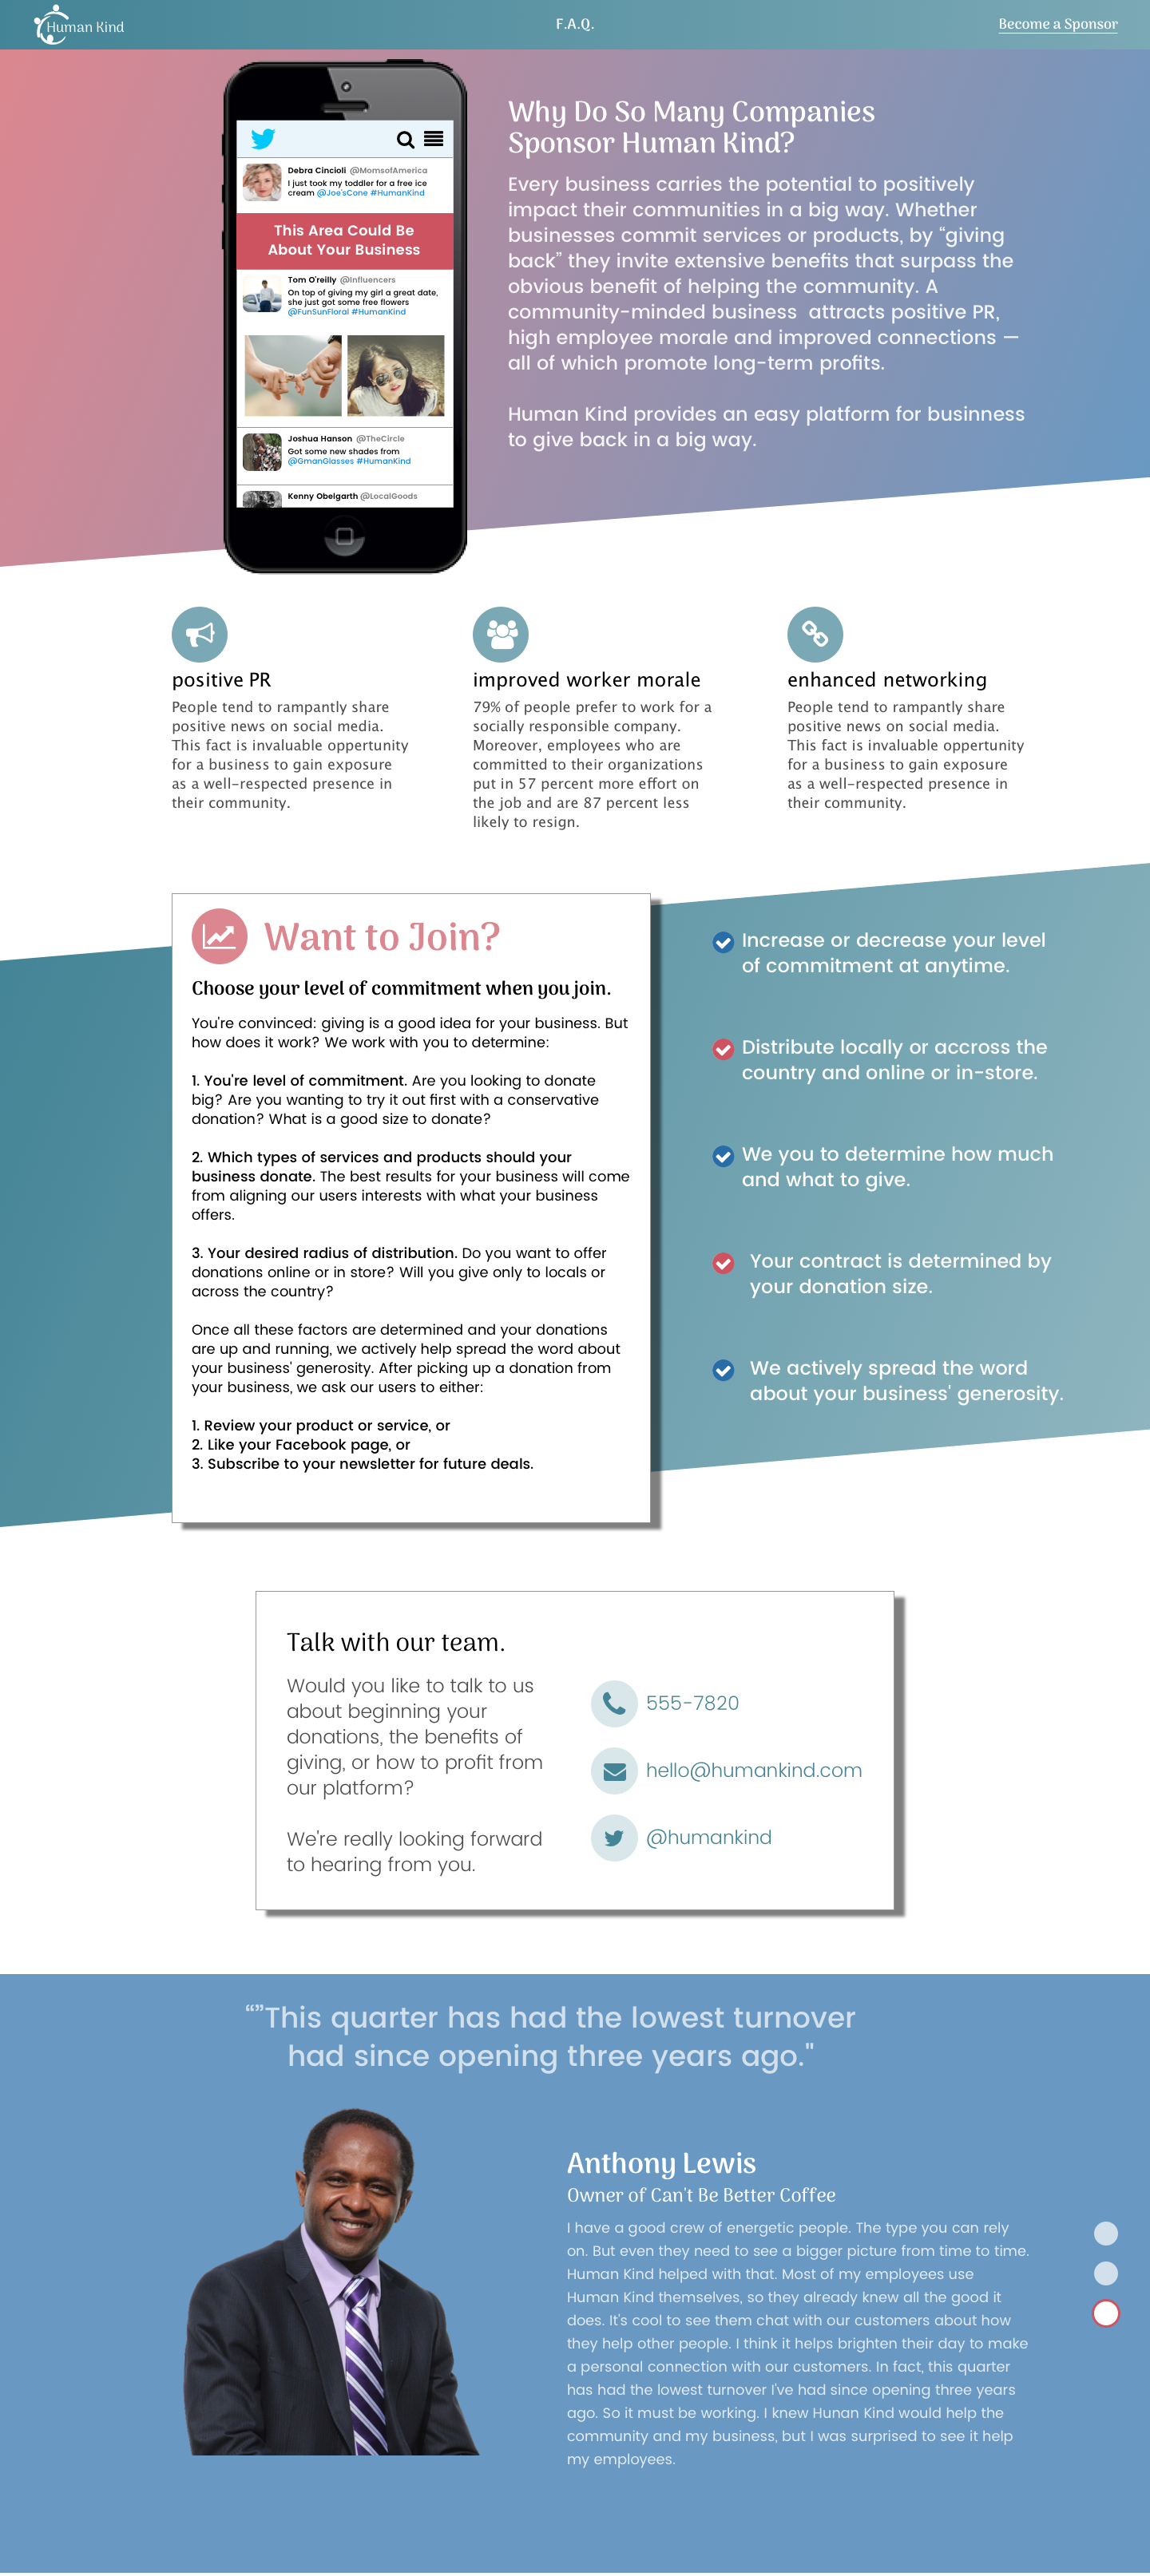 Human Kind
F.A.Q.
Become a Sponsor
Debra Cincioli @MomsofAmerica
I just took my toddler for a free ice
cream @Joe'sCone #HumanKind
This Area Could Be
About Your Business
Tom O'reilly @Influencers
On top of giving my girl a great date,
she just got some free flowers
@FunSunFloral #HumanKind
Joshua Hanson @TheCircle
Got some new shades from
@GmanGlasses #HumanKind
Kenny Obelgarth @LocalGoods
Why Do So Many Companies
Sponsor Human Kind?
Every business carries the potential to positively
impact their communities in a big way. Whether
businesses commit services or products, by “giving
back” they invite extensive benefits that surpass the
obvious benefit of helping the community. A
community-minded business  attracts positive PR,
high employee morale and improved connections —
all of which promote long-term profits.
Human Kind provides an easy platform for businness
to give back in a big way.
positive PR
People tend to rampantly share
positive news on social media.
This fact is invaluable oppertunity
for a business to gain exposure
as a well-respected presence in
their community.
improved worker morale
79% of people prefer to work for a
socially responsible company.
Moreover, employees who are
committed to their organizations
put in 57 percent more effort on
the job and are 87 percent less
likely to resign.
enhanced networking
People tend to rampantly share
positive news on social media.
This fact is invaluable oppertunity
for a business to gain exposure
as a well-respected presence in
their community.
Want to Join?
Choose your level of commitment when you join.
You're convinced: giving is a good idea for your business. But
how does it work? We work with you to determine:
1. You're level of commitment. Are you looking to donate
big? Are you wanting to try it out first with a conservative
donation? What is a good size to donate?
2. Which types of services and products should your
business donate. The best results for your business will come
from aligning our users interests with what your business
offers.
3. Your desired radius of distribution. Do you want to offer
donations online or in store? Will you give only to locals or
across the country?
Once all these factors are determined and your donations
are up and running, we actively help spread the word about
your business' generosity. After picking up a donation from
your business, we ask our users to either:
1. Review your product or service, or
2. Like your Facebook page, or
3. Subscribe to your newsletter for future deals.
Increase or decrease your level
of commitment at anytime.
Distribute locally or accross the
country and online or in-store.
We you to determine how much
and what to give.
Your contract is determined by
your donation size.
We actively spread the word
about your business' generosity.
Talk with our team.
Would you like to talk to us
about beginning your
donations, the benefits of
giving, or how to profit from
our platform?
We're really looking forward
to hearing from you.
555-7820
hello@humankind.com
@humankind
“”This quarter has had the lowest turnover
had since opening three years ago."
Anthony Lewis
Owner of Can't Be Better Coffee
I have a good crew of energetic people. The type you can rely
on. But even they need to see a bigger picture from time to time.
Human Kind helped with that. Most of my employees use
Human Kind themselves, so they already knew all the good it
does. It's cool to see them chat with our customers about how
they help other people. I think it helps brighten their day to make
a personal connection with our customers. In fact, this quarter
has had the lowest turnover I've had since opening three years
ago. So it must be working. I knew Hunan Kind would help the
community and my business, but I was surprised to see it help
my employees.